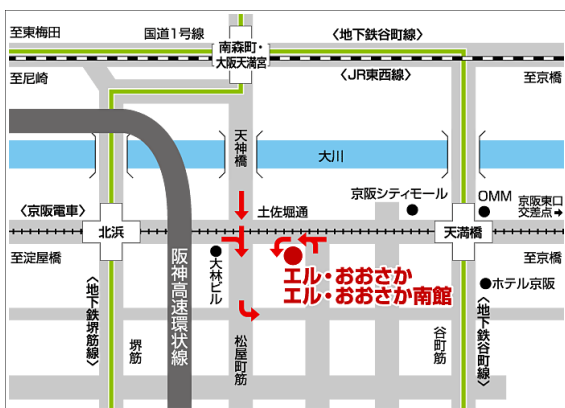 至東梅田
国道1号線
南森町・
大阪天満宮
〈地下鉄谷町線〉
至尼崎
〈JR東西線〉
至京橋
天神橋
大川
京阪シティモール
OMM
京阪東口
交差点→
〈京阪電車〉
北浜
土佐堀通
天満橋
至淀屋橋
阪神高速環状線
大林ビル
エル・おおさか
エル・おおさか南館
至京橋
ホテル京阪
〈地下鉄堺筋線〉
堺筋
松屋町筋
谷町筋
〈地下鉄谷町線〉